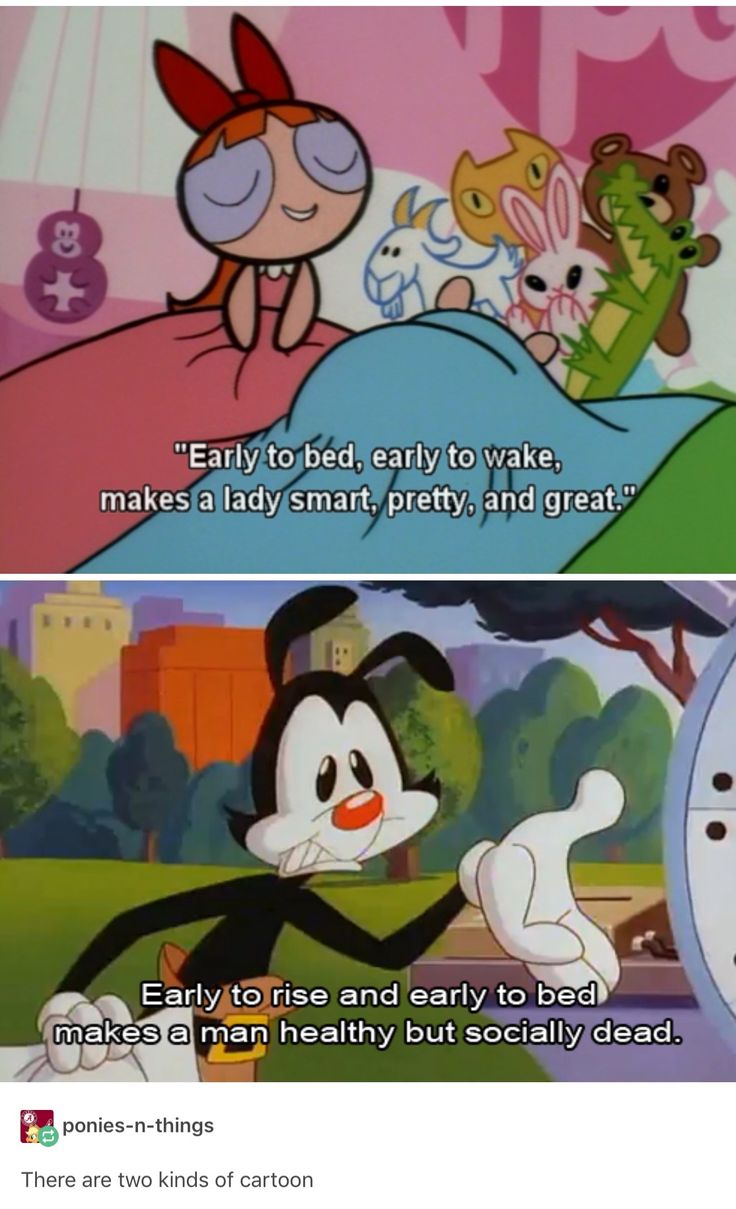 "Early to bed, early to wake,
makes a lady smart, pretty, and great."
Early to rise and early to bed
makes a man healthy but socially dead.
ponies-n-things
There are two kinds of cartoon